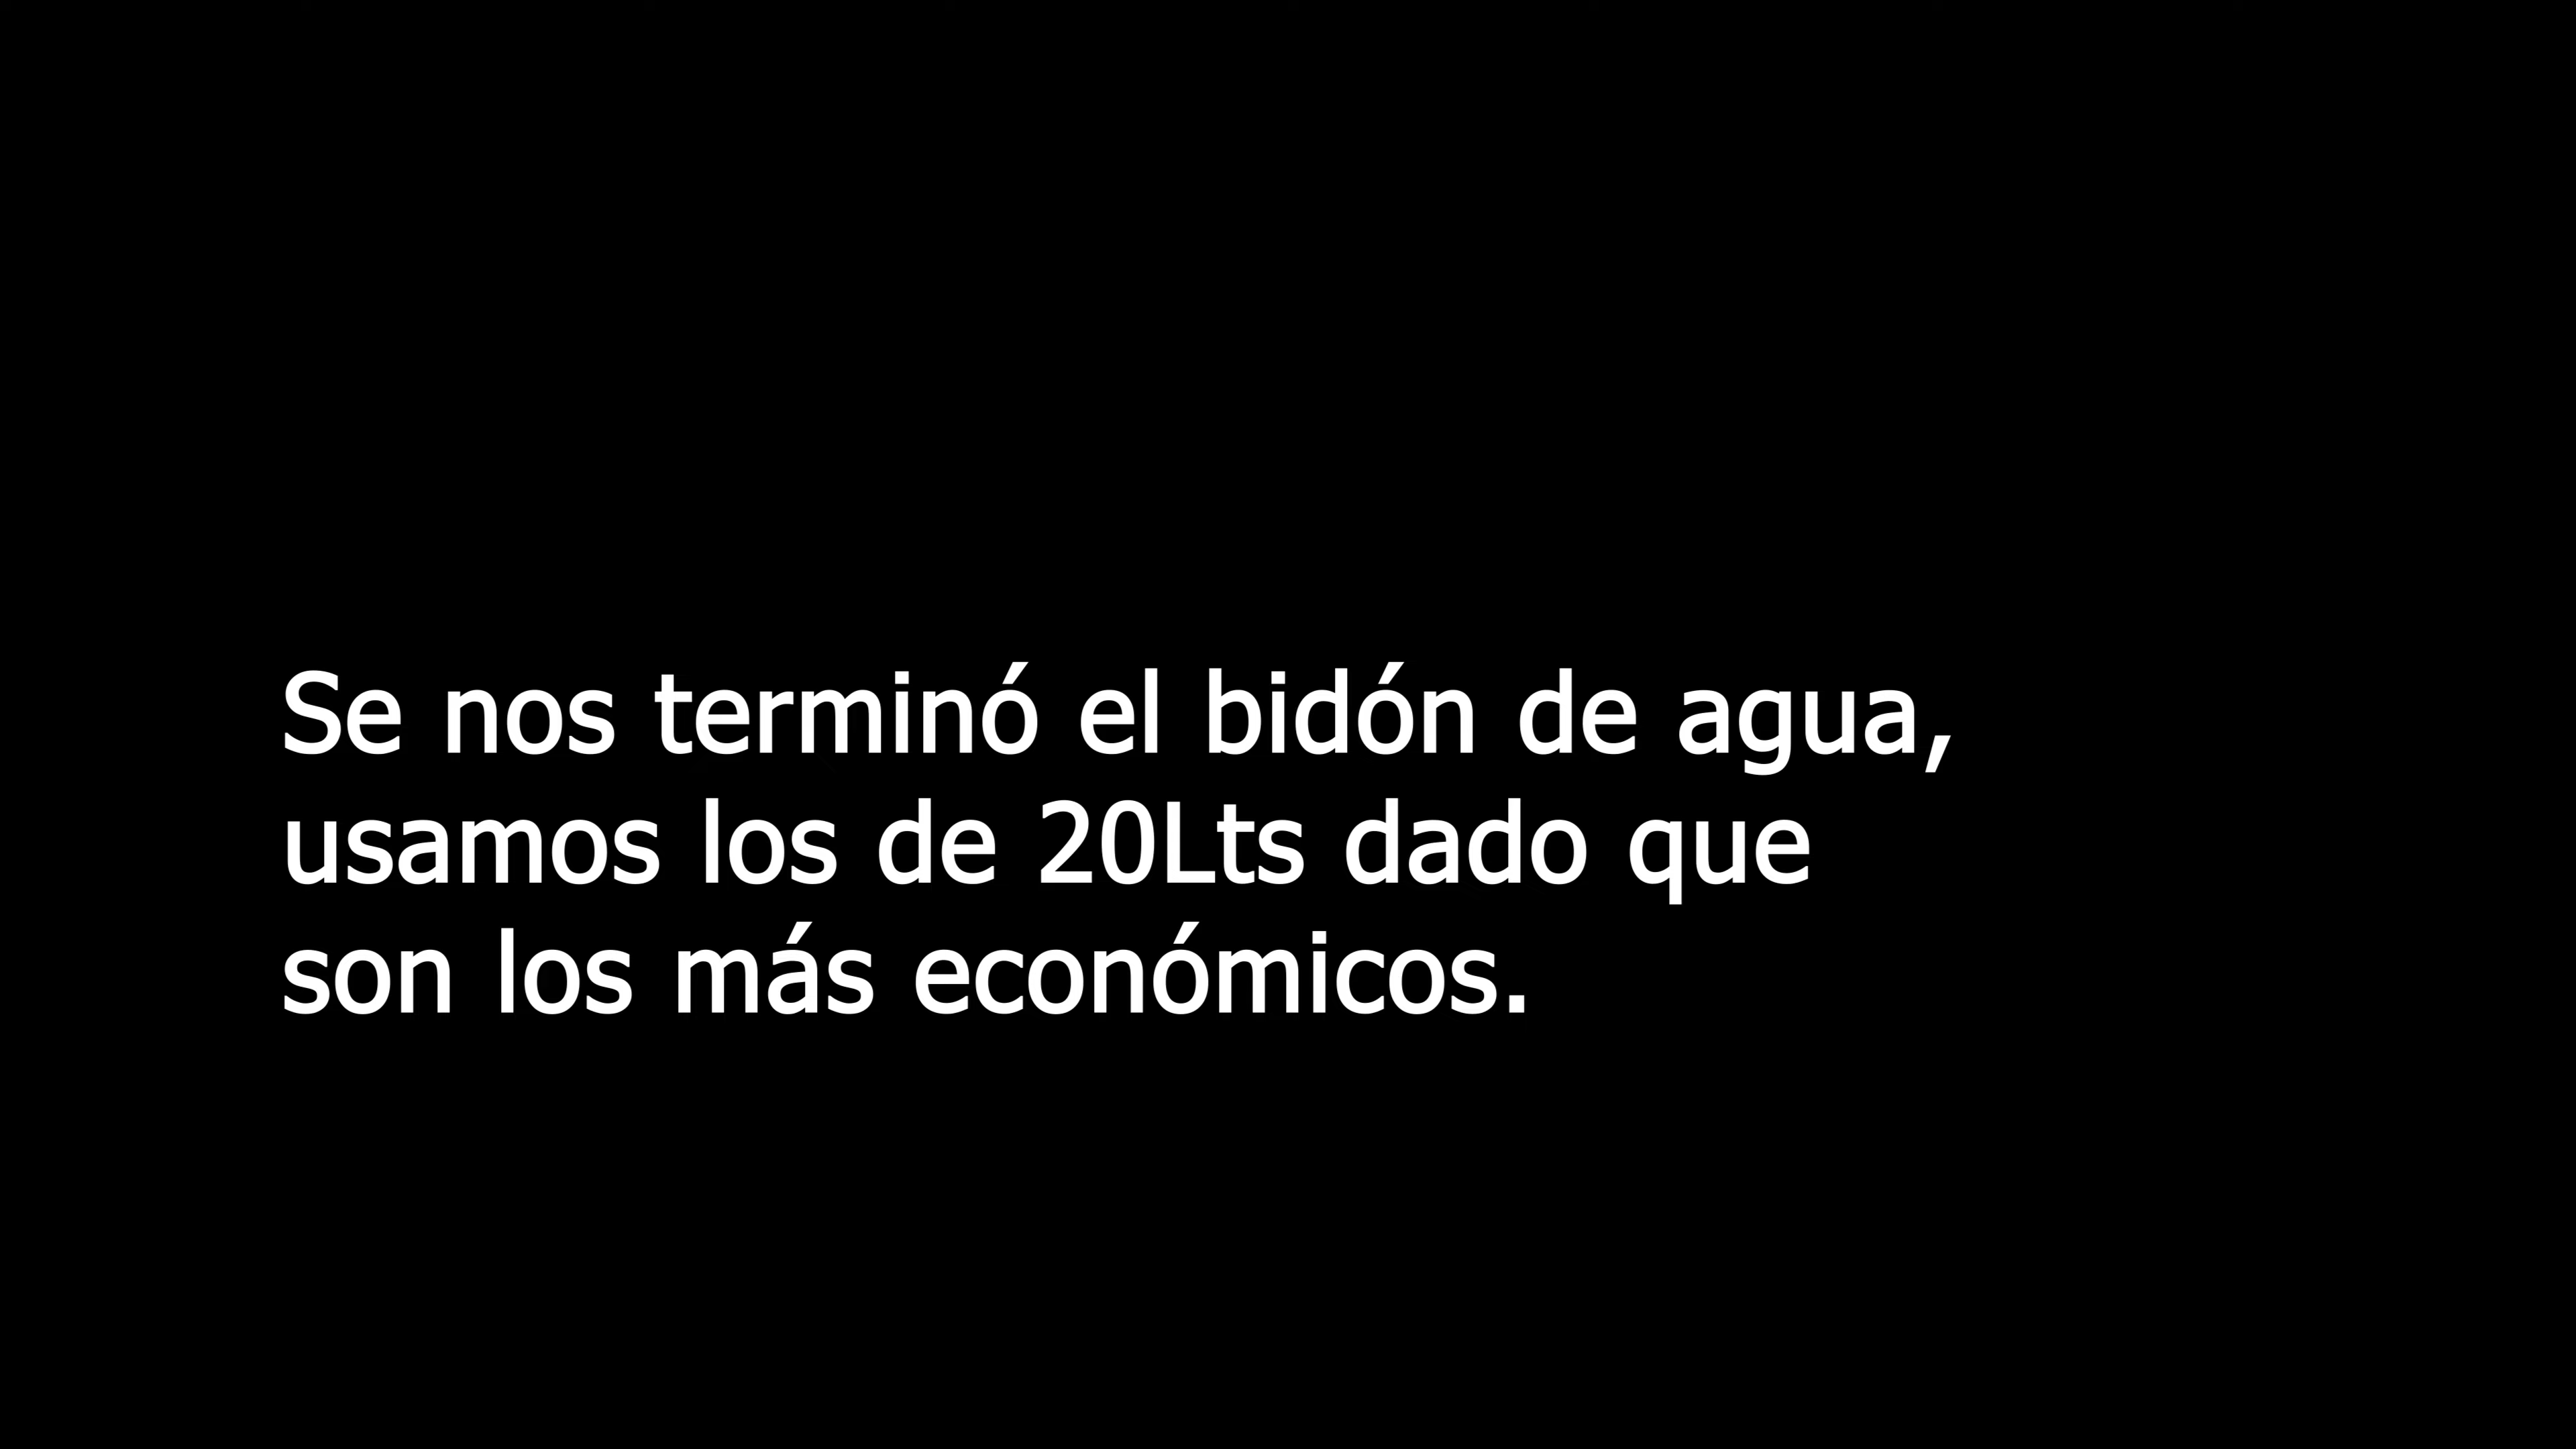 Se nos terminó el bidón de agua,
usamos los de 20Lts dado que
son los más económicos.